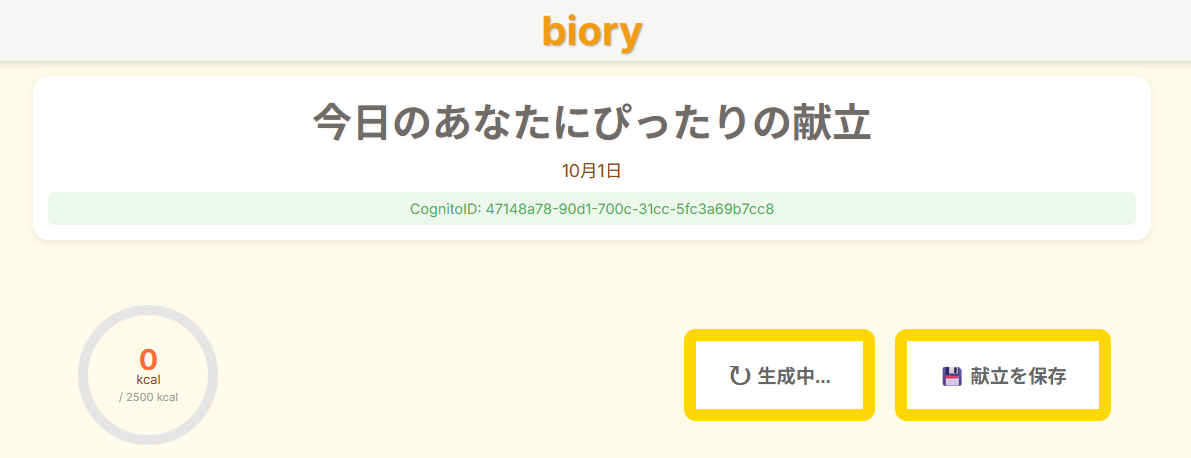 biory
今日のあなたにぴったりの献立
10月1日
CognitoID: 47148a78-90d1-700c-31cc-5fc3a69b7cc8
0
kcal
/ 2500 kcal
↻ 生成中...
💾 献立を保存